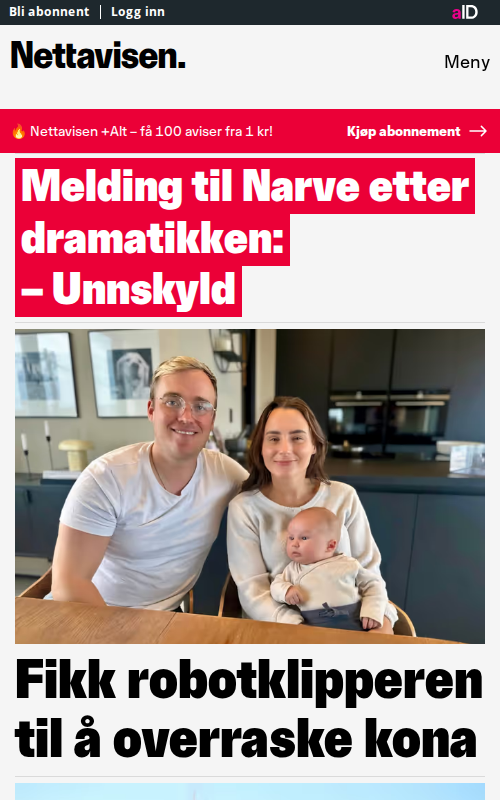 Bli abonnent | Logg inn
aID
Nettavisen.
Meny
🔥 Nettavisen +Alt – få 100 aviser fra 1 kr!
Kjøp abonnement →
Melding til Narve etter
dramatikken:
– Unnskyld
Fikk robotklipperen
til å overraske kona